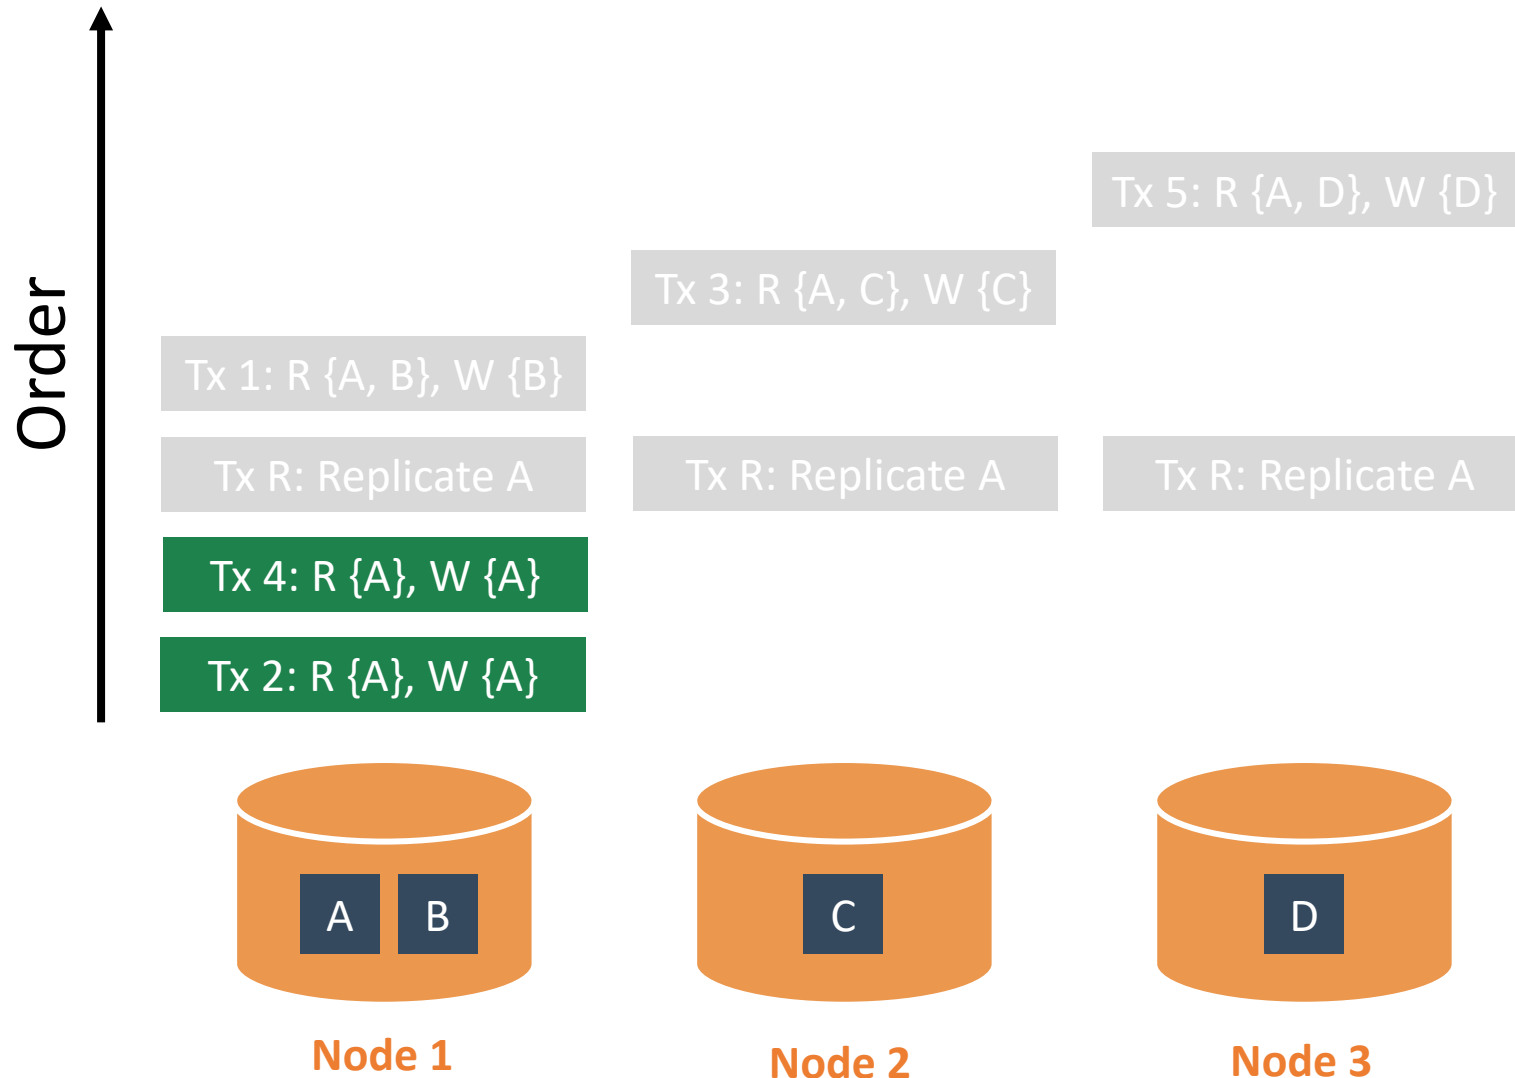 Order
Tx 5: R {A, D}, W {D}
Tx 3: R {A, C}, W {C}
Tx 1: R {A, B}, W {B}
Tx R: Replicate A
Tx R: Replicate A
Tx R: Replicate A
Tx 4: R {A}, W {A}
Tx 2: R {A}, W {A}
A
B
C
D
Node 1
Node 2
Node 3